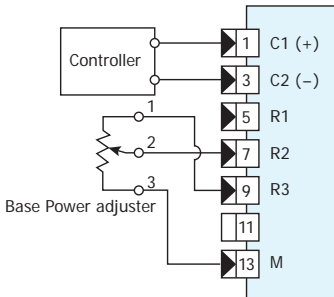 Controller
1 C1 (+)
3 C2 (−)
1
5 R1
2
7 R2
3
9 R3
Base Power adjuster
11
13 M